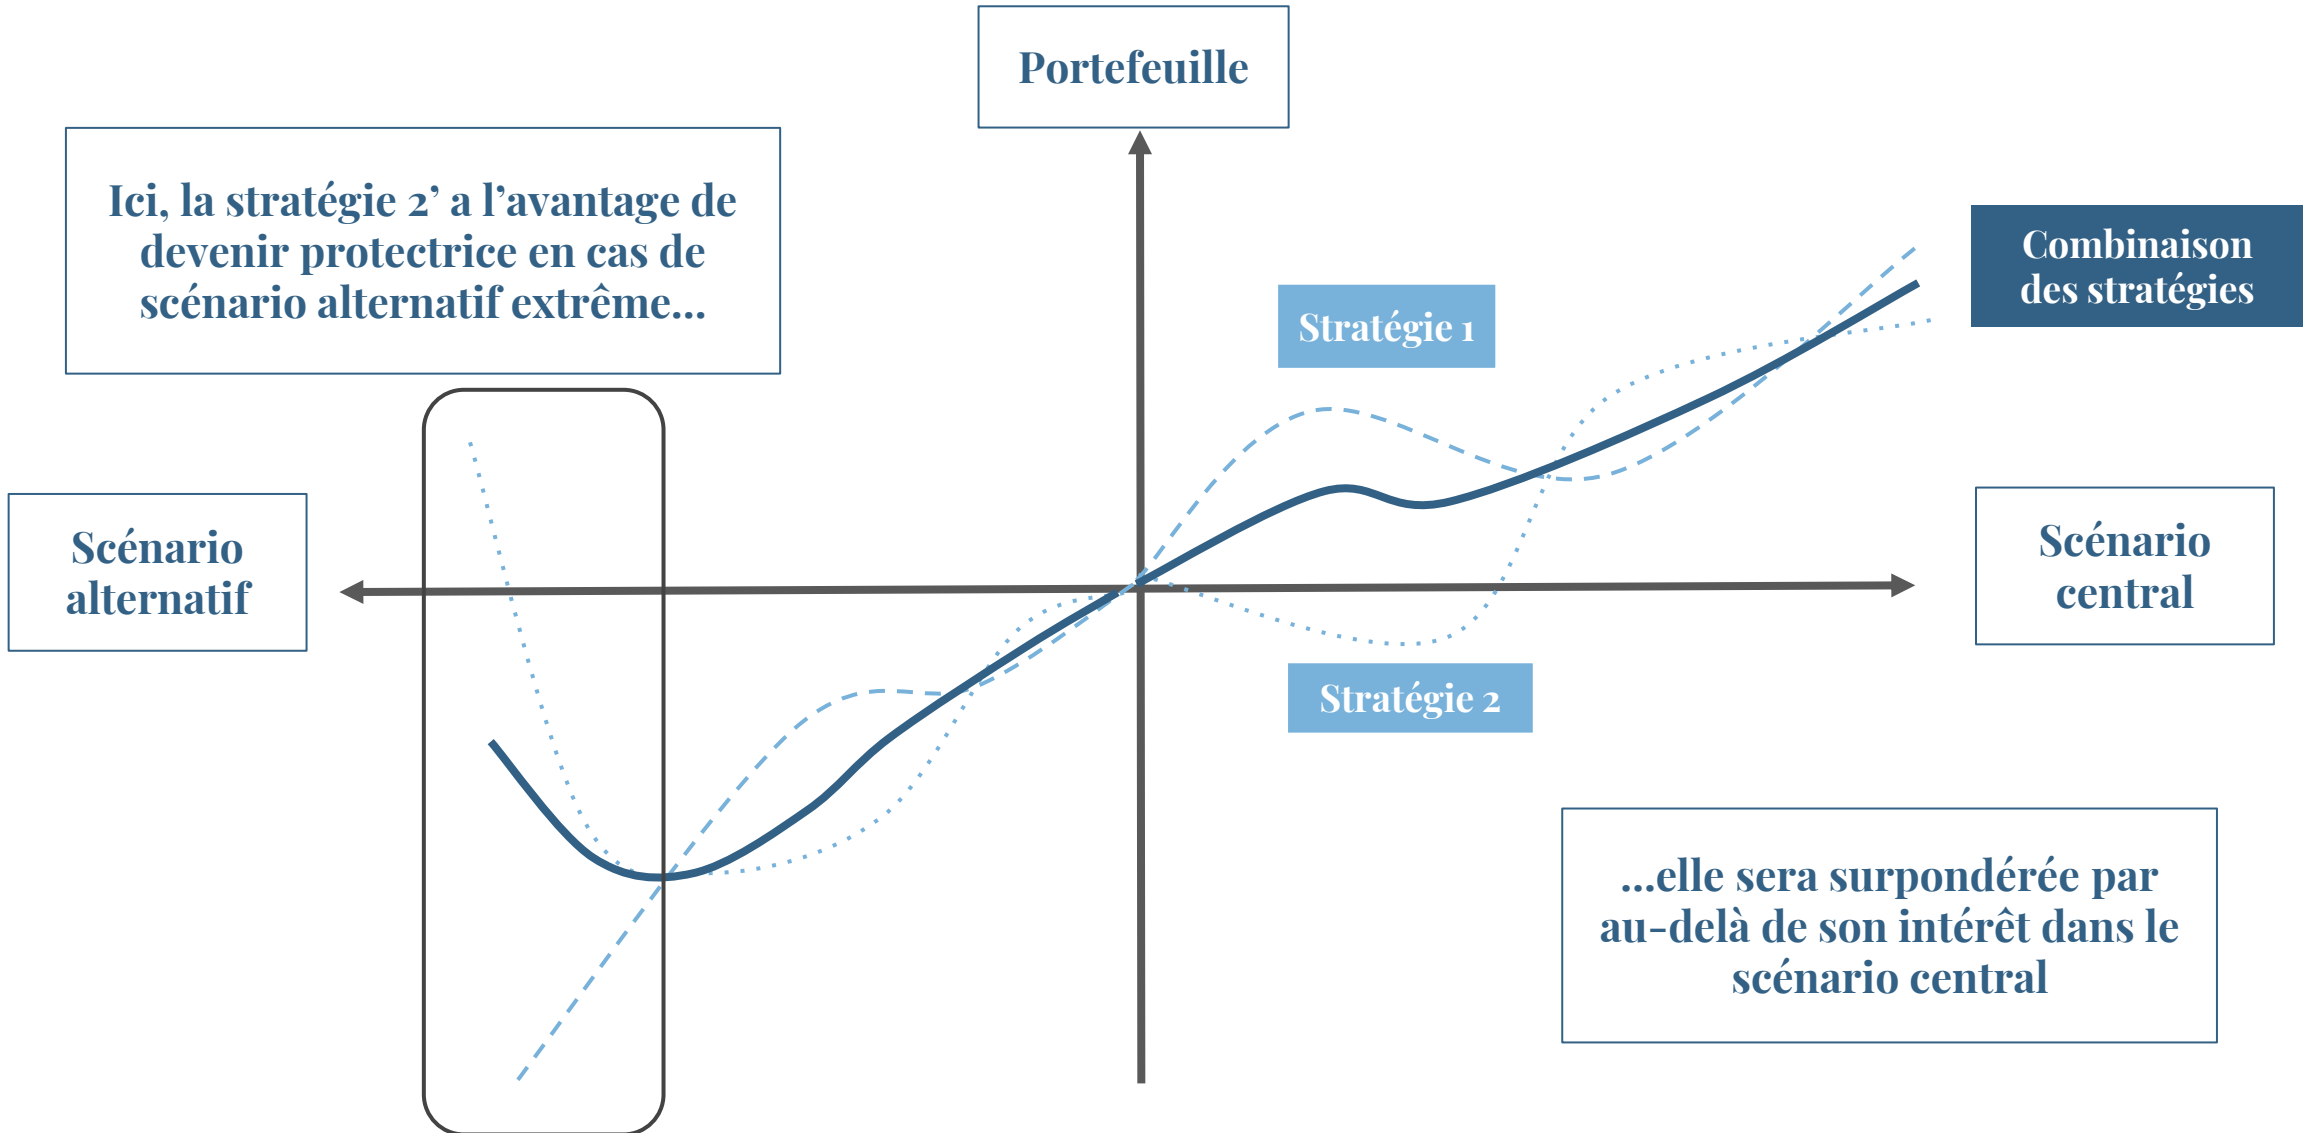 Portefeuille
Ici, la stratégie 2’ a l’avantage de
devenir protectrice en cas de
scénario alternatif extrême...
Combinaison
des stratégies
Stratégie 1
Scénario
alternatif
Scénario
central
Stratégie 2
...elle sera surpondérée par
au-delà de son intérêt dans le
scénario central